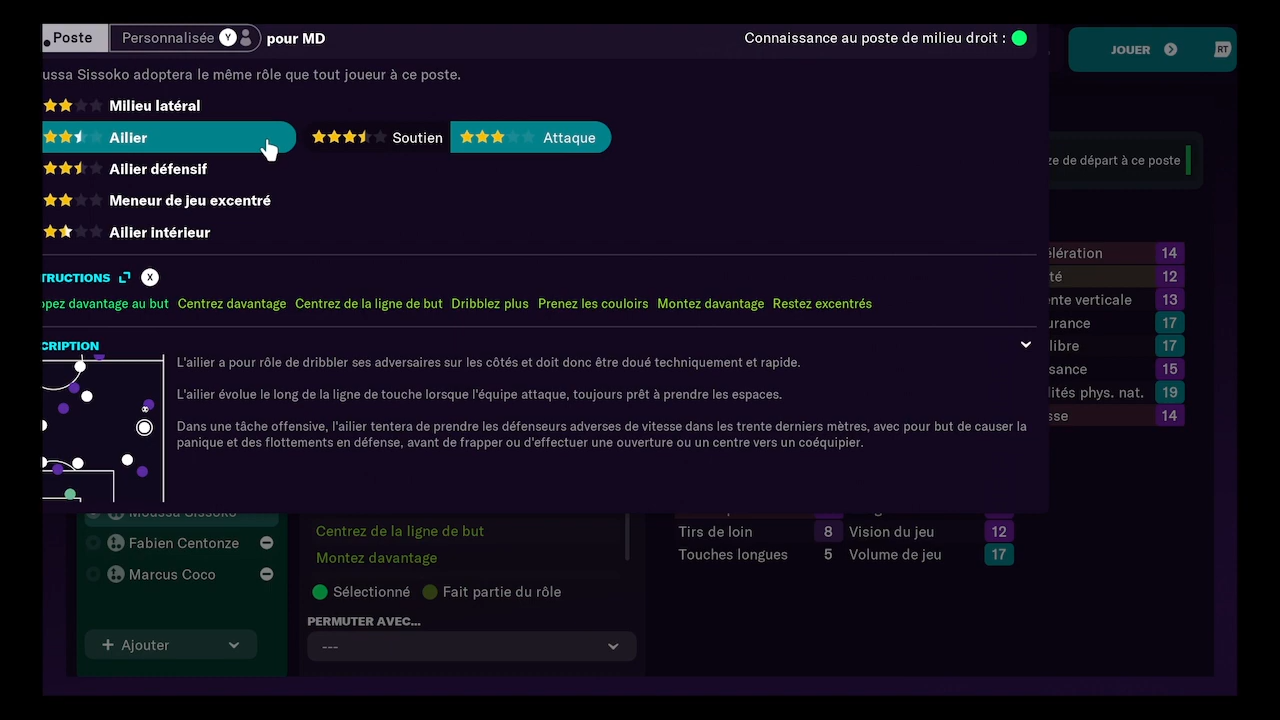 Poste Personnalisée Y pour MD Connaissance au poste de milieu droit :
JOUER RT
ussa Sissoko adoptera le même rôle que tout joueur à ce poste.
Milieu latéral
Ailier Soutien Attaque
Ailier défensif
ze de départ à ce poste
Meneur de jeu excentré
Ailier intérieur
élération 14
TRUCTIONS X
té 12
ppez davantage au but Centrez davantage Centrez de la ligne de but Dribblez plus Prenez les couloirs Montez davantage Restez excentrés
ente verticale 13
urance 17
CRIPTION
libre 17
L'ailier a pour rôle de dribbler ses adversaires sur les côtés et doit donc être doué techniquement et rapide.
sance 15
L'ailier évolue le long de la ligne de touche lorsque l'équipe attaque, toujours prêt à prendre les espaces.
lités phys. nat. 19
sse 14
Dans une tâche offensive, l'ailier tentera de prendre les défenseurs adverses de vitesse dans les trente derniers mètres, avec pour but de causer la
panique et des flottements en défense, avant de frapper ou d'effectuer une ouverture ou un centre vers un coéquipier.
Moussa Sissoko
Centrez de la ligne de but
Tirs de loin 8 Vision du jeu 12
Fabien Centonze
Montez davantage
Touches longues 5 Volume de jeu 17
Marcus Coco
Sélectionné Fait partie du rôle
PERMUTER AVEC...
Ajouter
---